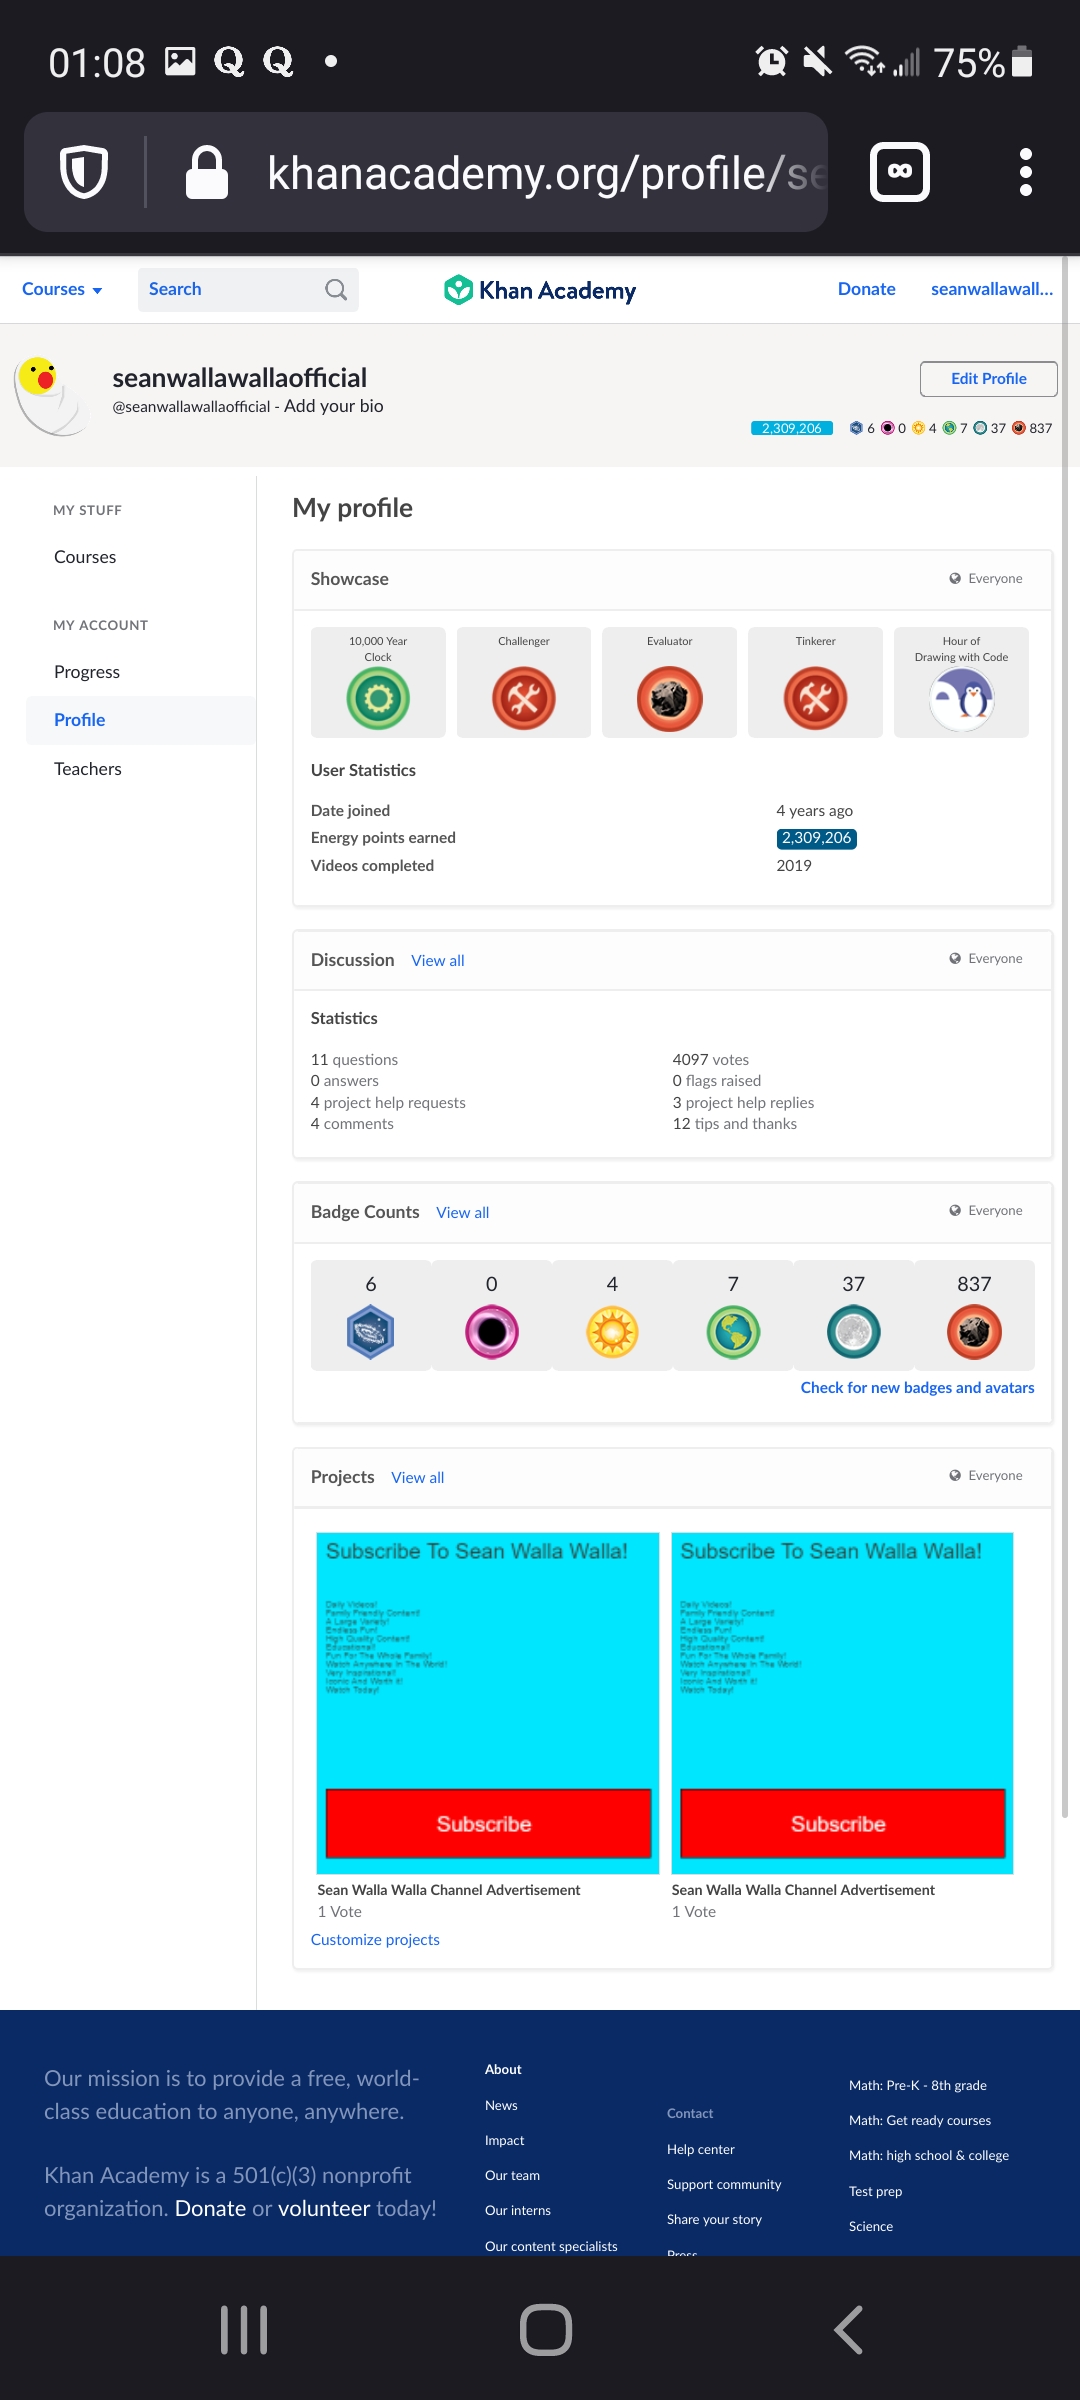 01:08
75%
khanacademy.org/profile/se
Courses
Search
Khan Academy
Donate
seanwallawall...
seanwallawallaofficial
@seanwallawallaofficial - Add your bio
Edit Profile
2,309,206 6 0 4 7 37 837
MY STUFF
Courses
MY ACCOUNT
Progress
Profile
Teachers
My profile
Showcase
Everyone
10,000 Year
Clock
Challenger
Evaluator
Tinkerer
Hour of
Drawing with Code
User Statistics
Date joined 4 years ago
Energy points earned 2,309,206
Videos completed 2019
Discussion View all
Everyone
Statistics
11 questions
0 answers
4 project help requests
4 comments
4097 votes
0 flags raised
3 project help replies
12 tips and thanks
Badge Counts View all
Everyone
6 0 4 7 37 837
Check for new badges and avatars
Projects View all
Everyone
Subscribe To Sean Walla Walla!
Daily Videos!
Family Friendly Content!
A Large Variety!
Endless Fun!
High Quality Content!
Educational!
Fun For The Whole Family!
Watch Anywhere In The World!
Very Inspirational!
Iconic And Worth It!
Watch Today!
Subscribe
Sean Walla Walla Channel Advertisement
1 Vote
Subscribe To Sean Walla Walla!
Daily Videos!
Family Friendly Content!
A Large Variety!
Endless Fun!
High Quality Content!
Educational!
Fun For The Whole Family!
Watch Anywhere In The World!
Very Inspirational!
Iconic And Worth It!
Watch Today!
Subscribe
Sean Walla Walla Channel Advertisement
1 Vote
Customize projects
Our mission is to provide a free, world-
class education to anyone, anywhere.
Khan Academy is a 501(c)(3) nonprofit
organization. Donate or volunteer today!
About
News
Impact
Our team
Our interns
Our content specialists
Contact
Help center
Support community
Share your story
Press
Math: Pre-K - 8th grade
Math: Get ready courses
Math: high school & college
Test prep
Science